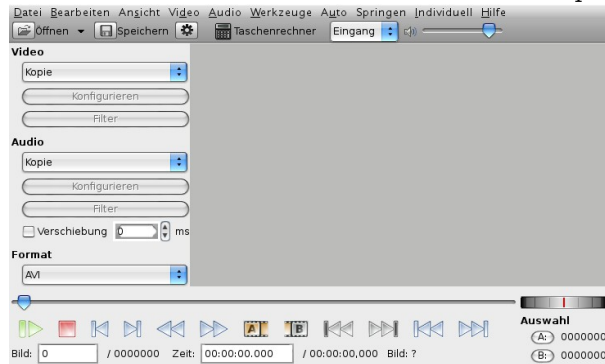 Datei Bearbeiten Ansicht Video Audio Werkzeuge Auto Springen Individuell Hilfe
Öffnen Speichern Taschenrechner Eingang
Video
Kopie
Konfigurieren
Filter
Audio
Kopie
Konfigurieren
Filter
Verschiebung 0 ms
Format
AVI
A B
Auswahl
A: 0000000
Bild: 0 / 0000000 Zeit: 00:00:00.000 / 00:00:00,000 Bild: ?
B: 0000000